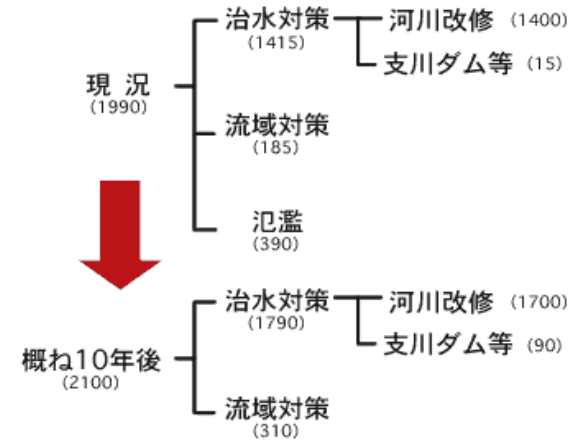 治水対策
(1415)
河川改修 (1400)
支川ダム等 (15)
現 況
(1990)
流域対策
(185)
氾濫
(390)
治水対策
(1790)
河川改修 (1700)
支川ダム等 (90)
概ね10年後
(2100)
流域対策
(310)